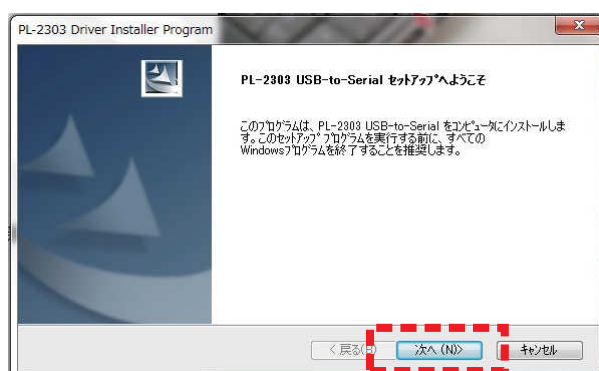 PL-2303 Driver Installer Program
PL-2303 USB-to-Serial ｾｯﾄｱｯﾌﾟへようこそ
このﾌﾟﾛｸﾞﾗﾑは、PL-2303 USB-to-Serial をｺﾝﾋﾟｭｰﾀにインストールしま
す。このｾｯﾄｱｯﾌﾟ ﾌﾟﾛｸﾞﾗﾑを実行する前に、すべての
Windowsﾌﾟﾛｸﾞﾗﾑを終了することを推奨します。
< 戻る(B) 次へ (N)> ｷｬﾝｾﾙ